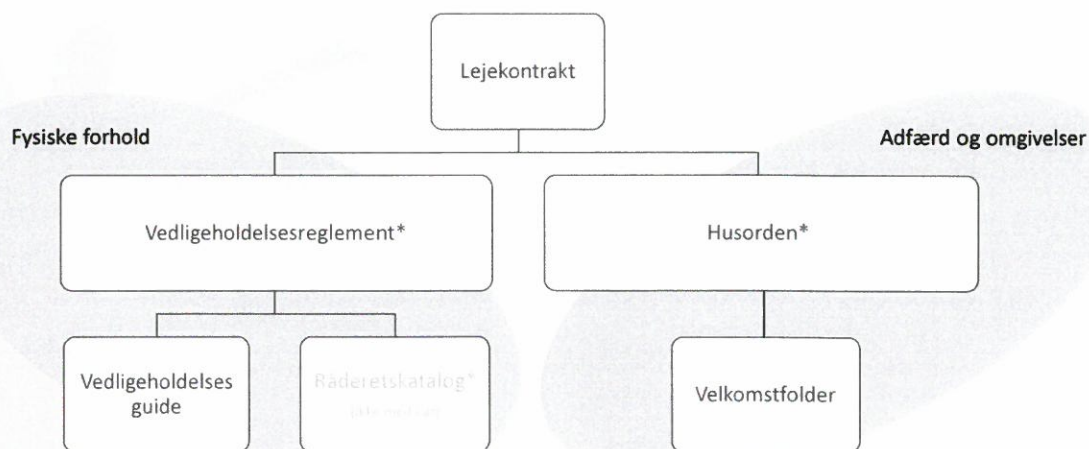 Lejekontrakt
Fysiske forhold
Adfærd og omgivelser
Vedligeholdelsesreglement*
Husorden*
Vedligeholdelses
guide
Råderetskatalog*
Velkomstfolder